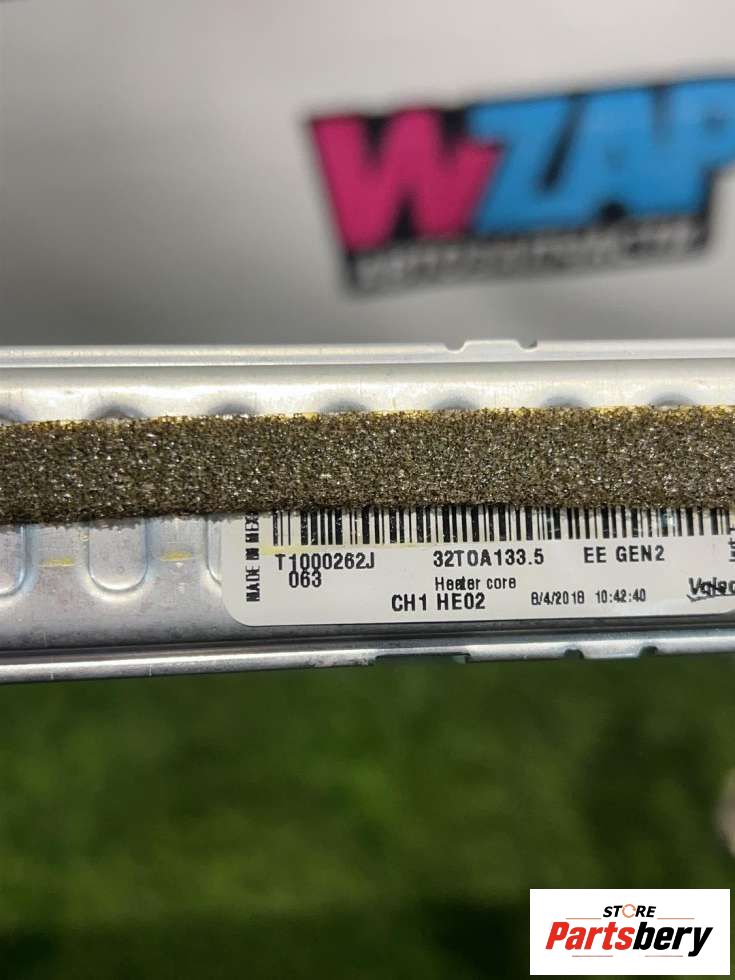 WZAP
MADE IN MEX
T1000262J 32TOA133.5 EE GEN2
063 Heater core
CH1 HE02 8/4/2018 10:42:40 Valeo
STORE
Partsbery